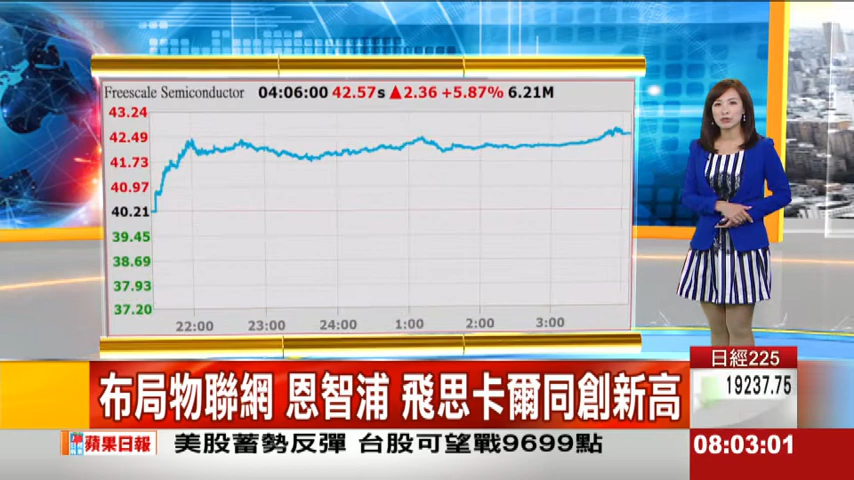 Freescale Semiconductor 04:06:00 42.57s ▲2.36 +5.87% 6.21M
43.24
42.49
41.73
40.97
40.21
39.45
38.69
37.93
37.20
22:00 23:00 24:00 1:00 2:00 3:00
日經225
19237.75
布局物聯網 恩智浦 飛思卡爾同創新高
蘋果日報 美股蓄勢反彈 台股可望戰9699點
08:03:01